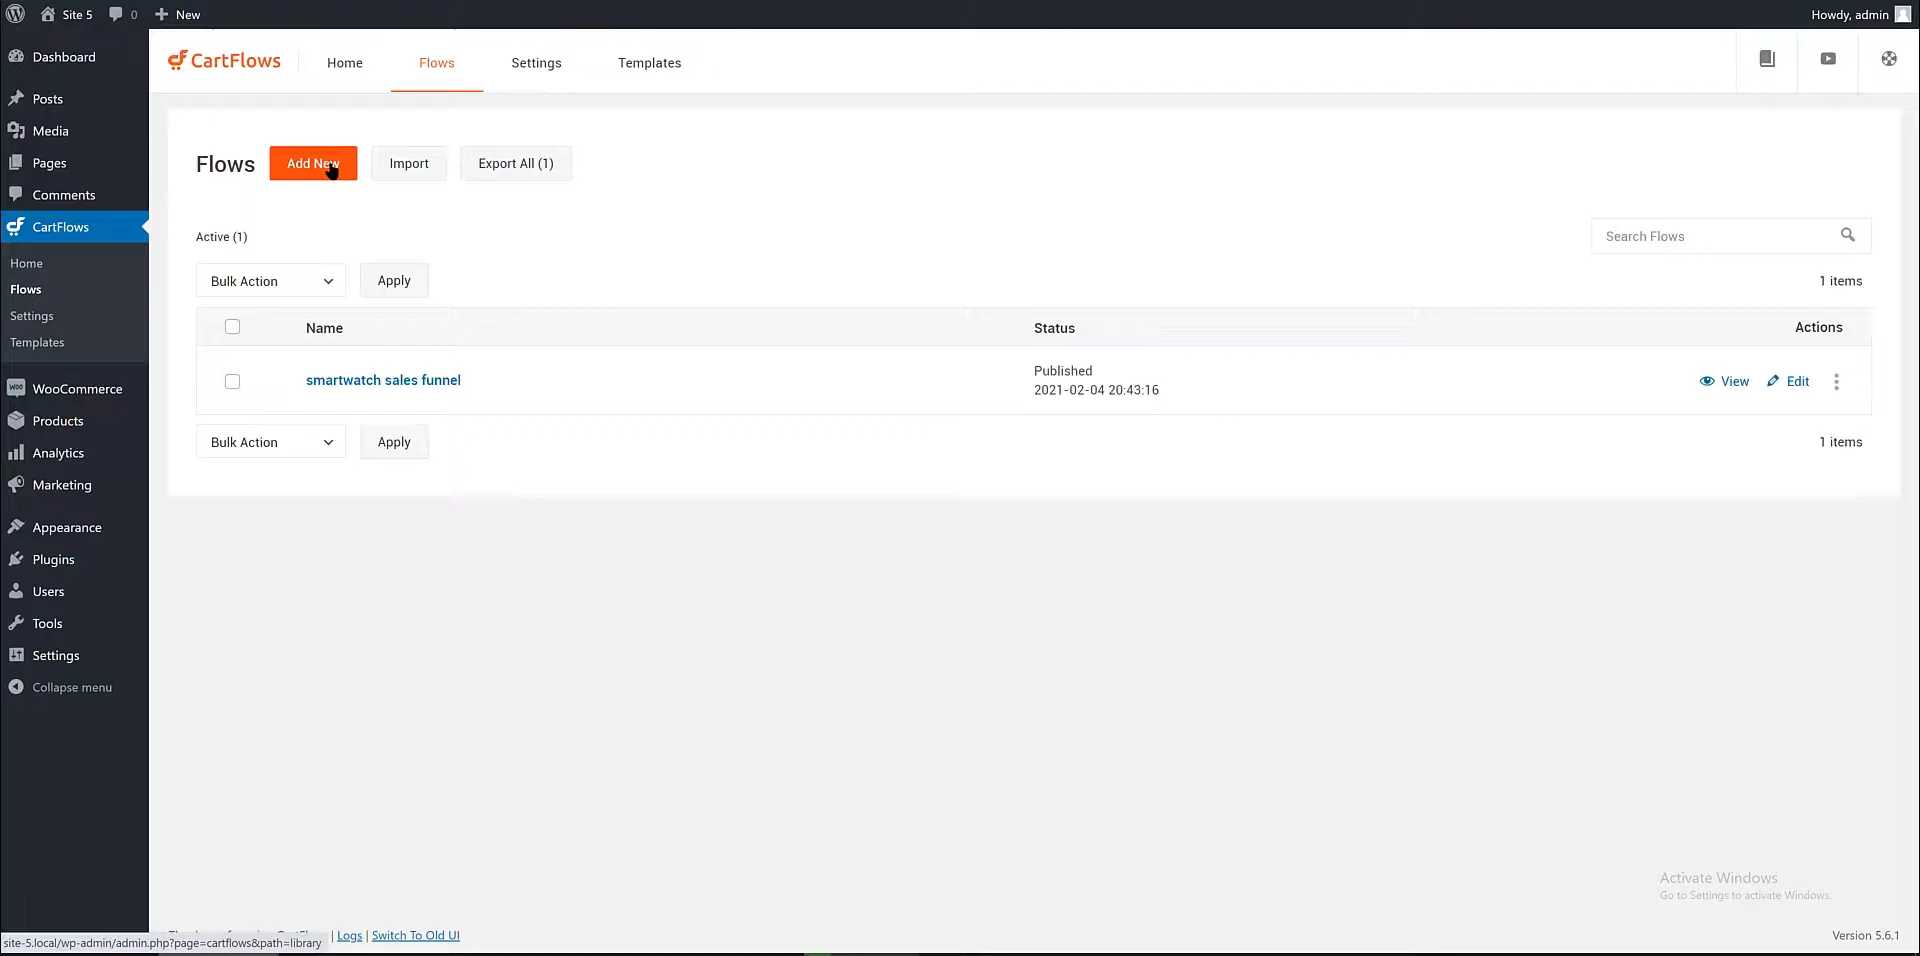 Site 5
0
New
Howdy, admin
Dashboard
Posts
Media
Pages
Comments
CartFlows
Home
Flows
Settings
Templates
WooCommerce
Products
Analytics
Marketing
Appearance
Plugins
Users
Tools
Settings
Collapse menu
CartFlows
Home
Flows
Settings
Templates
Flows
Add New
Import
Export All (1)
Active (1)
Search Flows
Bulk Action
Apply
1 items
Name
Status
Actions
smartwatch sales funnel
Published
2021-02-04 20:43:16
View
Edit
Bulk Action
Apply
1 items
Activate Windows
Go to Settings to activate Windows.
| Logs | Switch To Old UI
Version 5.6.1
site-5.local/wp-admin/admin.php?page=cartflows&path=library